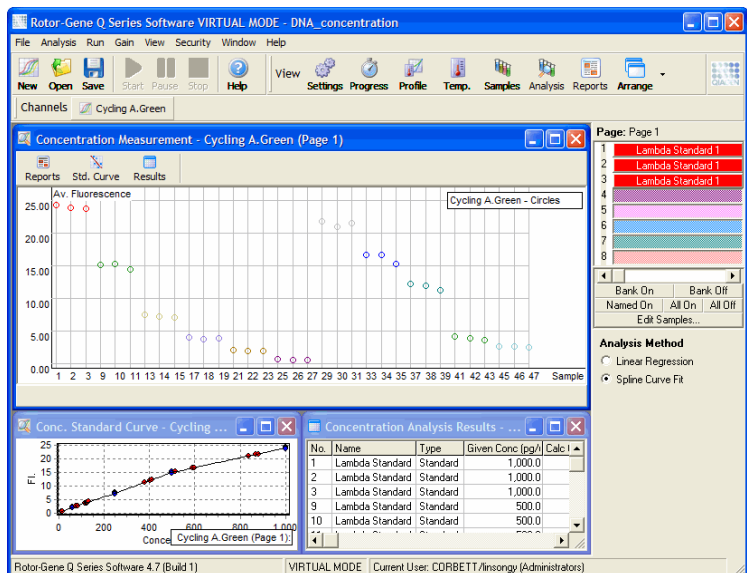 Rotor-Gene Q Series Software VIRTUAL MODE - DNA_concentration
File Analysis Run Gain View Security Window Help
New Open Save Start Pause Stop Help View Settings Progress Profile Temp. Samples Analysis Reports Arrange
QIAGEN
Channels Cycling A.Green
Concentration Measurement - Cycling A.Green (Page 1)
Reports Std. Curve Results
Av. Fluorescence
Cycling A.Green - Circles
25.00
20.00
15.00
10.00
5.00
0.00
1 2 3 9 10 11 13 14 15 17 18 19 21 22 23 25 26 27 29 30 31 33 34 35 37 38 39 41 42 43 45 46 47 Sample
Page: Page 1
1 Lambda Standard 1
2 Lambda Standard 1
3 Lambda Standard 1
4
5
6
7
8
Bank On Bank Off
Named On All On All Off
Edit Samples...
Analysis Method
Linear Regression
Spline Curve Fit
Conc. Standard Curve - Cycling ...
25
20
15
10
5
0
Fl.
0 200 400 600 800 1,000
Conce
Cycling A.Green (Page 1):
Concentration Analysis Results - ...
No. Name Type Given Conc (pg/ Calc
1 Lambda Standard Standard 1,000.0
2 Lambda Standard Standard 1,000.0
3 Lambda Standard Standard 1,000.0
9 Lambda Standard Standard 500.0
10 Lambda Standard Standard 500.0
Rotor-Gene Q Series Software 4.7 (Build 1) VIRTUAL MODE Current User: CORBETT/linsongy (Administrators)